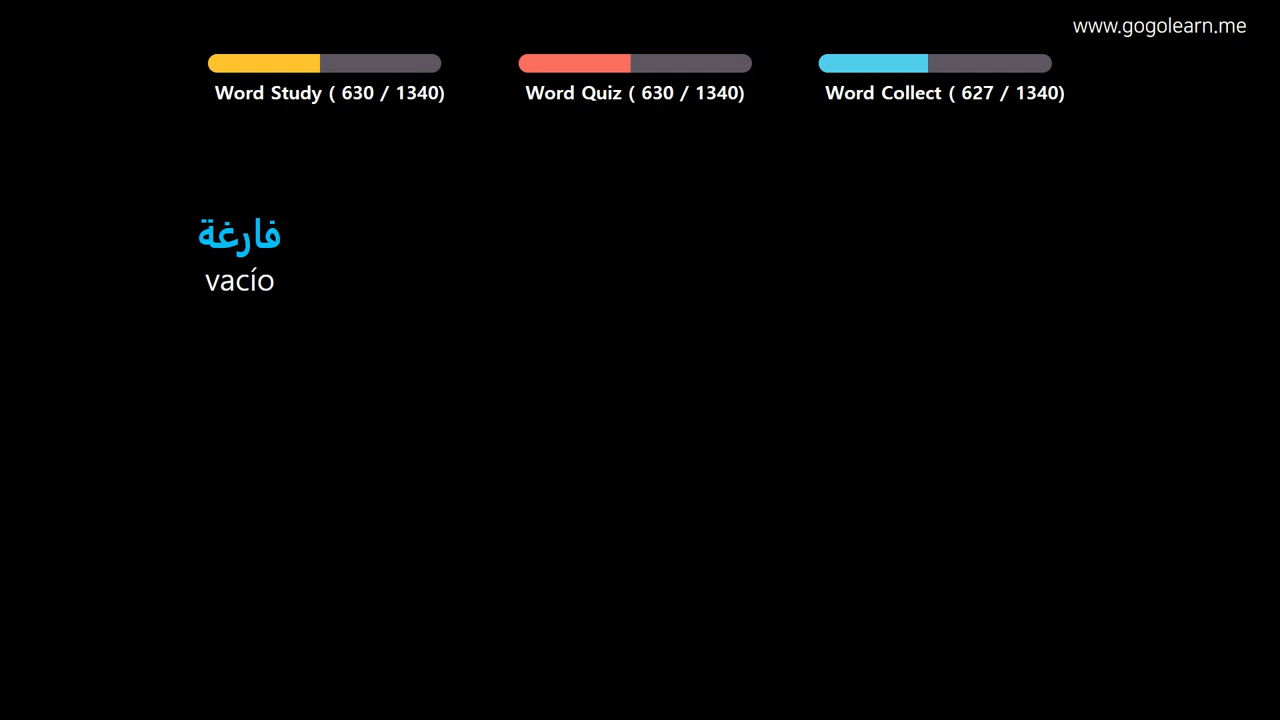 www.gogolearn.me
Word Study ( 630 / 1340)
Word Quiz ( 630 / 1340)
Word Collect ( 627 / 1340)
فارغة
vacío